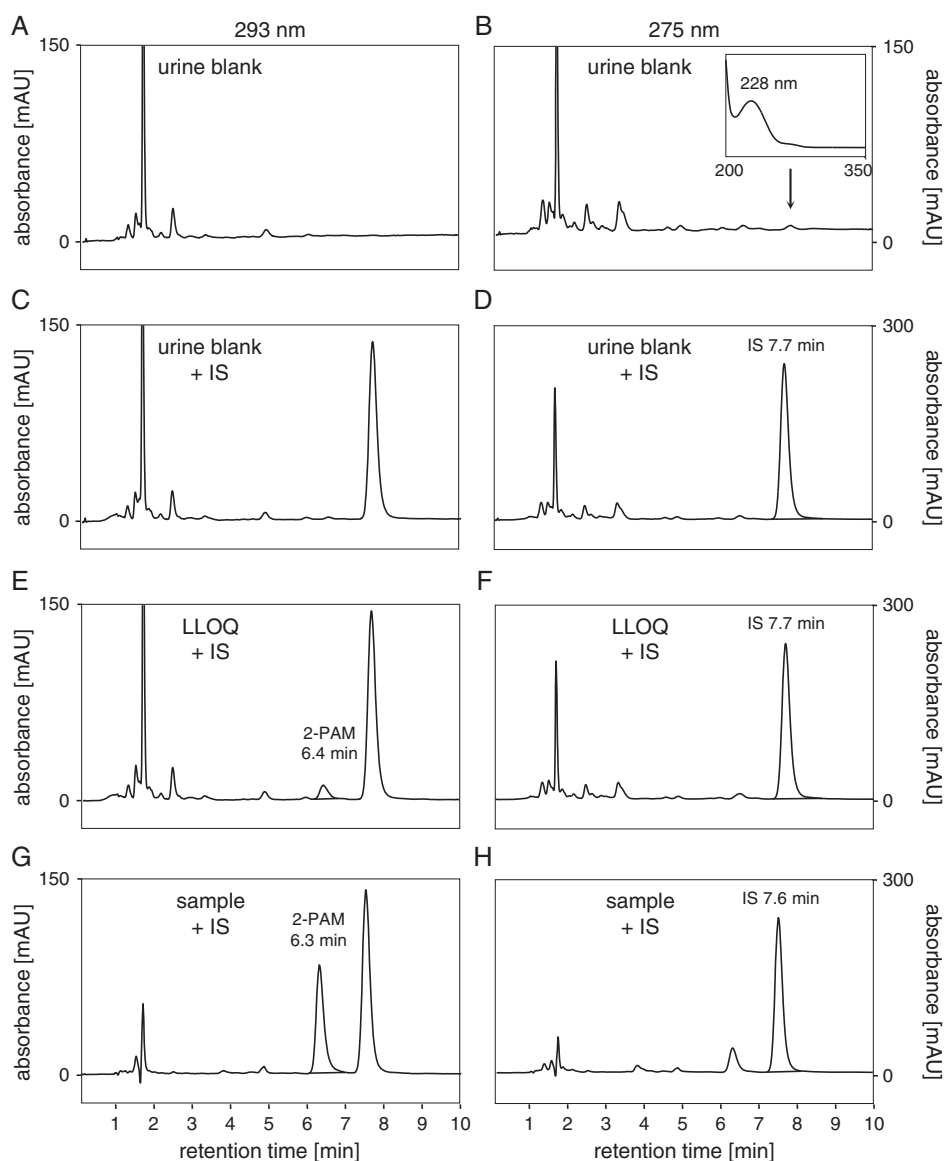 A
293 nm
150
urine blank
0
absorbance [mAU]
B
275 nm
150
urine blank
228 nm
200
350
0
absorbance [mAU]
C
150
urine blank
+ IS
0
absorbance [mAU]
D
300
urine blank
+ IS
IS 7.7 min
0
absorbance [mAU]
E
150
LLOQ
+ IS
2-PAM
6.4 min
0
absorbance [mAU]
F
300
LLOQ
+ IS
IS 7.7 min
0
absorbance [mAU]
G
150
sample
+ IS
2-PAM
6.3 min
0
absorbance [mAU]
1 2 3 4 5 6 7 8 9 10
retention time [min]
H
300
sample
+ IS
IS 7.6 min
0
absorbance [mAU]
1 2 3 4 5 6 7 8 9 10
retention time [min]